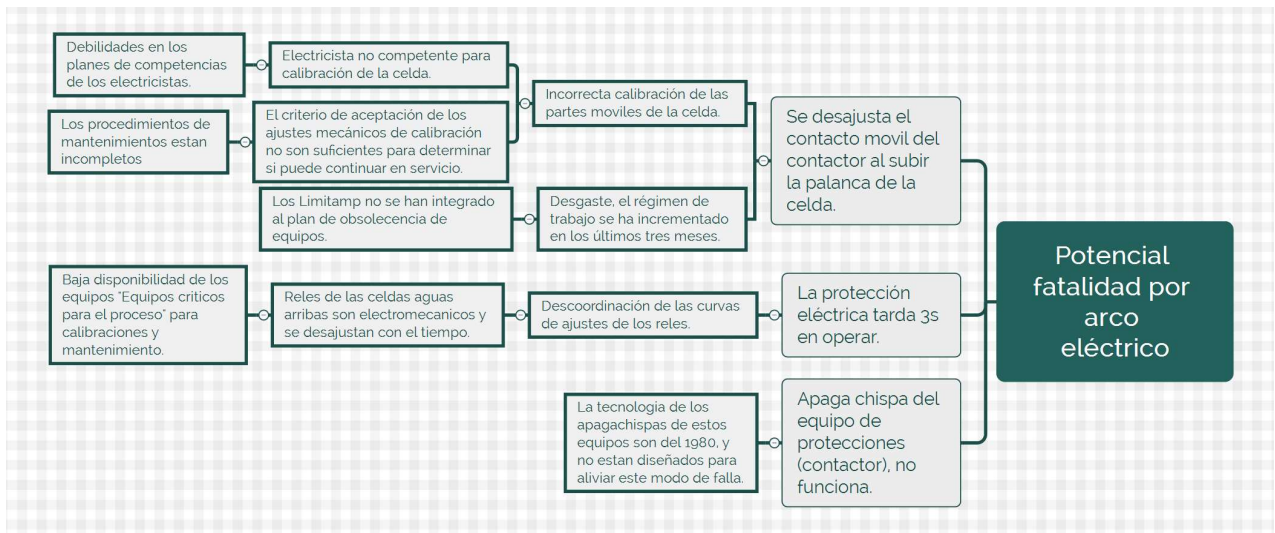 Debilidades en los
planes de competencias
de los electricistas.
Electricista no competente para
calibración de la celda.
Los procedimientos de
mantenimientos estan
incompletos
El criterio de aceptación de los
ajustes mecánicos de calibración
no son suficientes para determinar
si puede continuar en servicio.
Incorrecta calibración de las
partes moviles de la celda.
Los Limitamp no se han integrado
al plan de obsolecencia de
equipos.
Desgaste, el régimen de
trabajo se ha incrementado
en los últimos tres meses.
Se desajusta el
contacto movil del
contactor al subir
la palanca de la
celda.
Baja disponibilidad de los
equipos "Equipos criticos
para el proceso" para
calibraciones y
mantenimiento.
Reles de las celdas aguas
arribas son electromecanicos y
se desajustan con el tiempo.
Descoordinación de las curvas
de ajustes de los reles.
La protección
eléctrica tarda 3s
en operar.
La tecnologia de los
apagachispas de estos
equipos son del 1980, y
no estan diseñados para
aliviar este modo de falla.
Apaga chispa del
equipo de
protecciones
(contactor), no
funciona.
Potencial
fatalidad por
arco
eléctrico